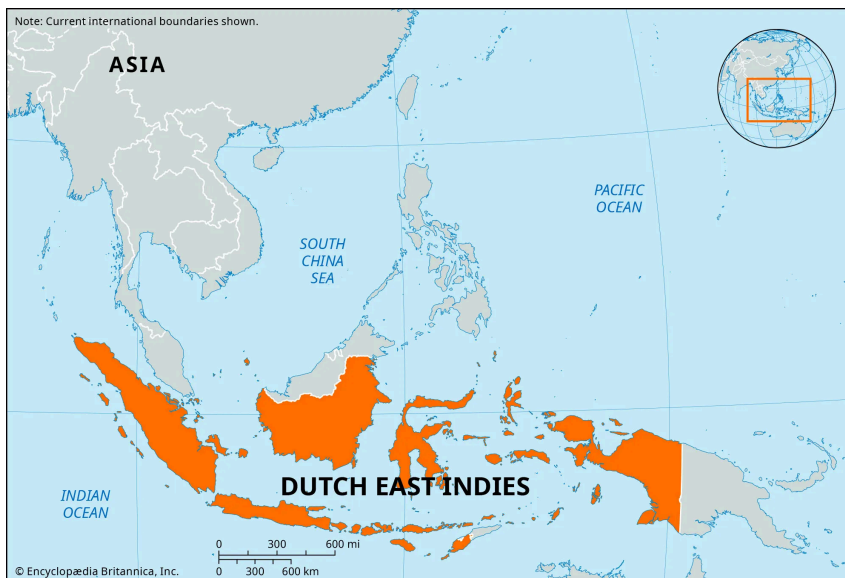 Note: Current international boundaries shown.
ASIA
PACIFIC
OCEAN
SOUTH
CHINA
SEA
DUTCH EAST INDIES
INDIAN
OCEAN
0 300 600 mi
0 300 600 km
© Encyclopædia Britannica, Inc.